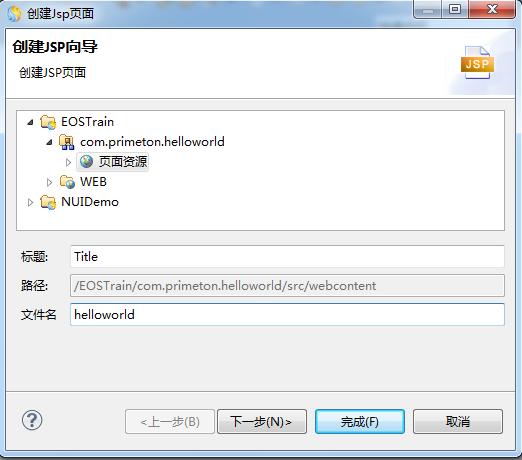 创建Jsp页面
创建JSP向导
创建JSP页面
JSP
EOSTrain
com.primeton.helloworld
页面资源
WEB
NUIDemo
标题: Title
路径: /EOSTrain/com.primeton.helloworld/src/webcontent
文件名 helloworld
? <上一步(B) 下一步(N)> 完成(F) 取消